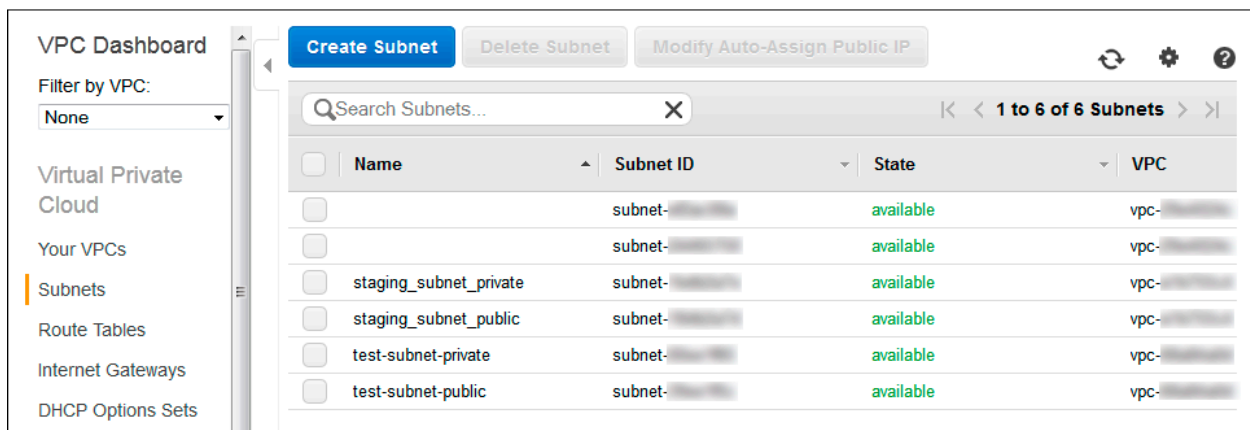 VPC Dashboard
Filter by VPC:
None
Virtual Private
Cloud
Your VPCs
Subnets
Route Tables
Internet Gateways
DHCP Options Sets
Create Subnet Delete Subnet Modify Auto-Assign Public IP
Search Subnets... 1 to 6 of 6 Subnets
Name Subnet ID State VPC
subnet- available vpc-
subnet- available vpc-
staging_subnet_private subnet- available vpc-
staging_subnet_public subnet- available vpc-
test-subnet-private subnet- available vpc-
test-subnet-public subnet- available vpc-